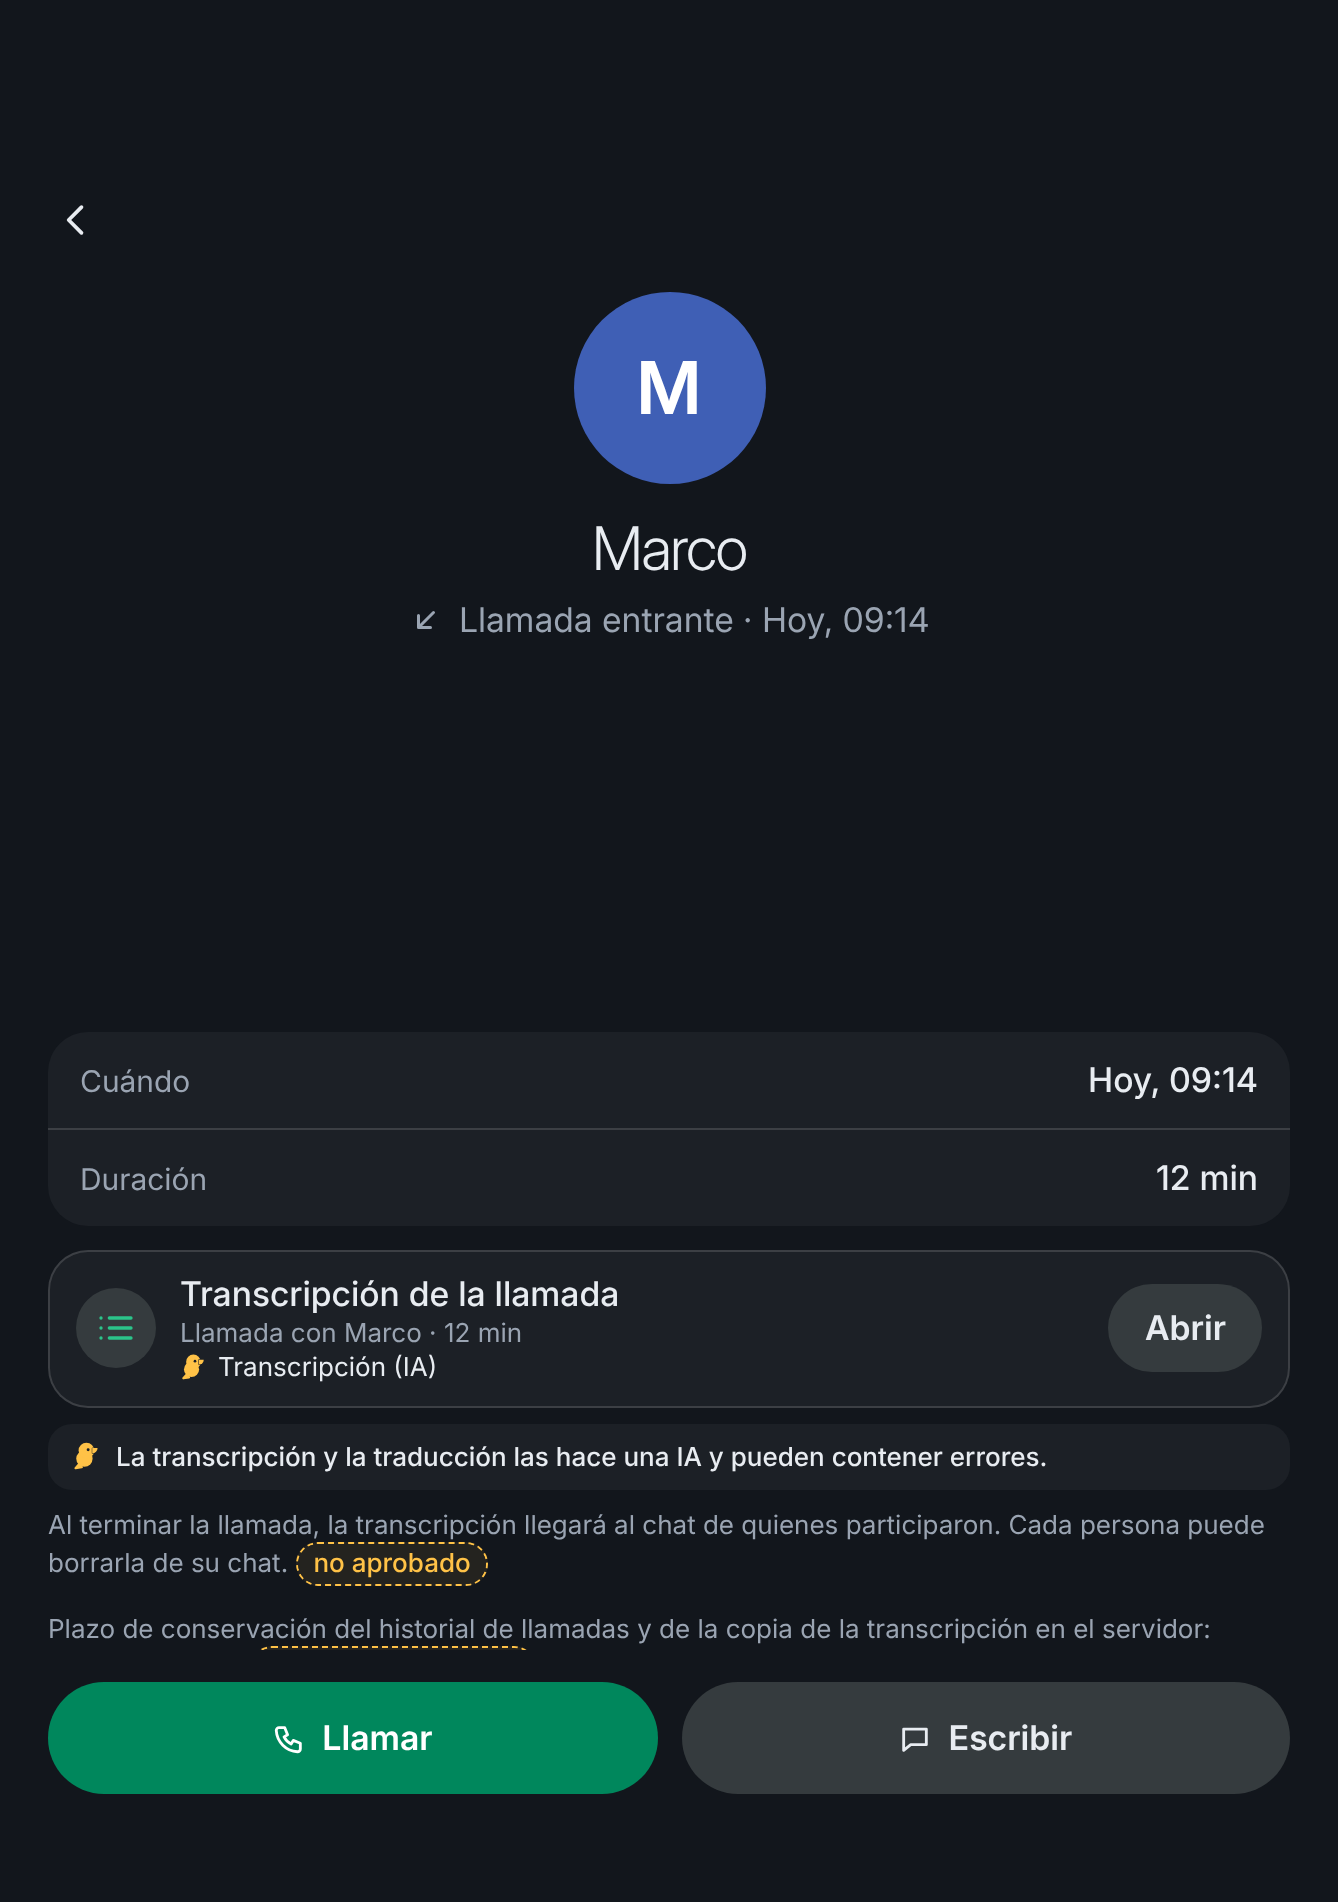 M
Marco
Llamada entrante · Hoy, 09:14
Cuándo
Hoy, 09:14
Duración
12 min
Transcripción de la llamada
Llamada con Marco · 12 min
Transcripción (IA)
Abrir
La transcripción y la traducción las hace una IA y pueden contener errores.
Al terminar la llamada, la transcripción llegará al chat de quienes participaron. Cada persona puede
borrarla de su chat. no aprobado
Plazo de conservación del historial de llamadas y de la copia de la transcripción en el servidor:
Llamar
Escribir